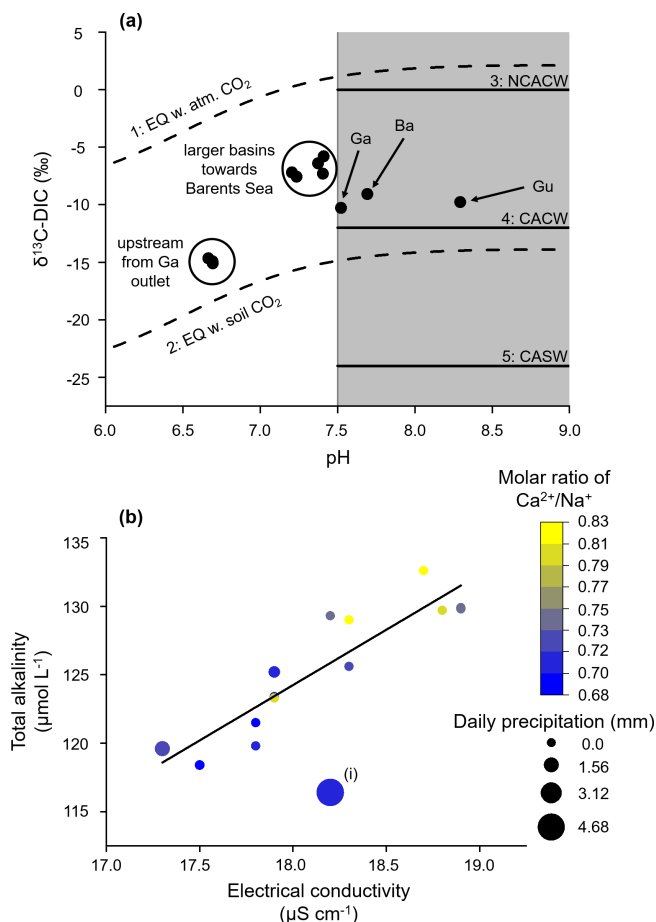 (a)
5
0
-5
-10
-15
-20
-25
δ¹³C-DIC (‰)
1: EQ w. atm. CO₂
3: NCACW
larger basins
towards
Barents Sea
Ga
Ba
Gu
4: CACW
upstream
from Ga
outlet
2: EQ w. soil CO₂
5: CASW
6.0 6.5 7.0 7.5 8.0 8.5 9.0
pH
(b)
135
130
125
120
115
Total alkalinity
(μmol L⁻¹)
(i)
17.0 17.5 18.0 18.5 19.0
Electrical conductivity
(μS cm⁻¹)
Molar ratio of
Ca²⁺/Na⁺
0.83
0.81
0.79
0.77
0.75
0.73
0.72
0.70
0.68
Daily precipitation (mm)
0.0
1.56
3.12
4.68